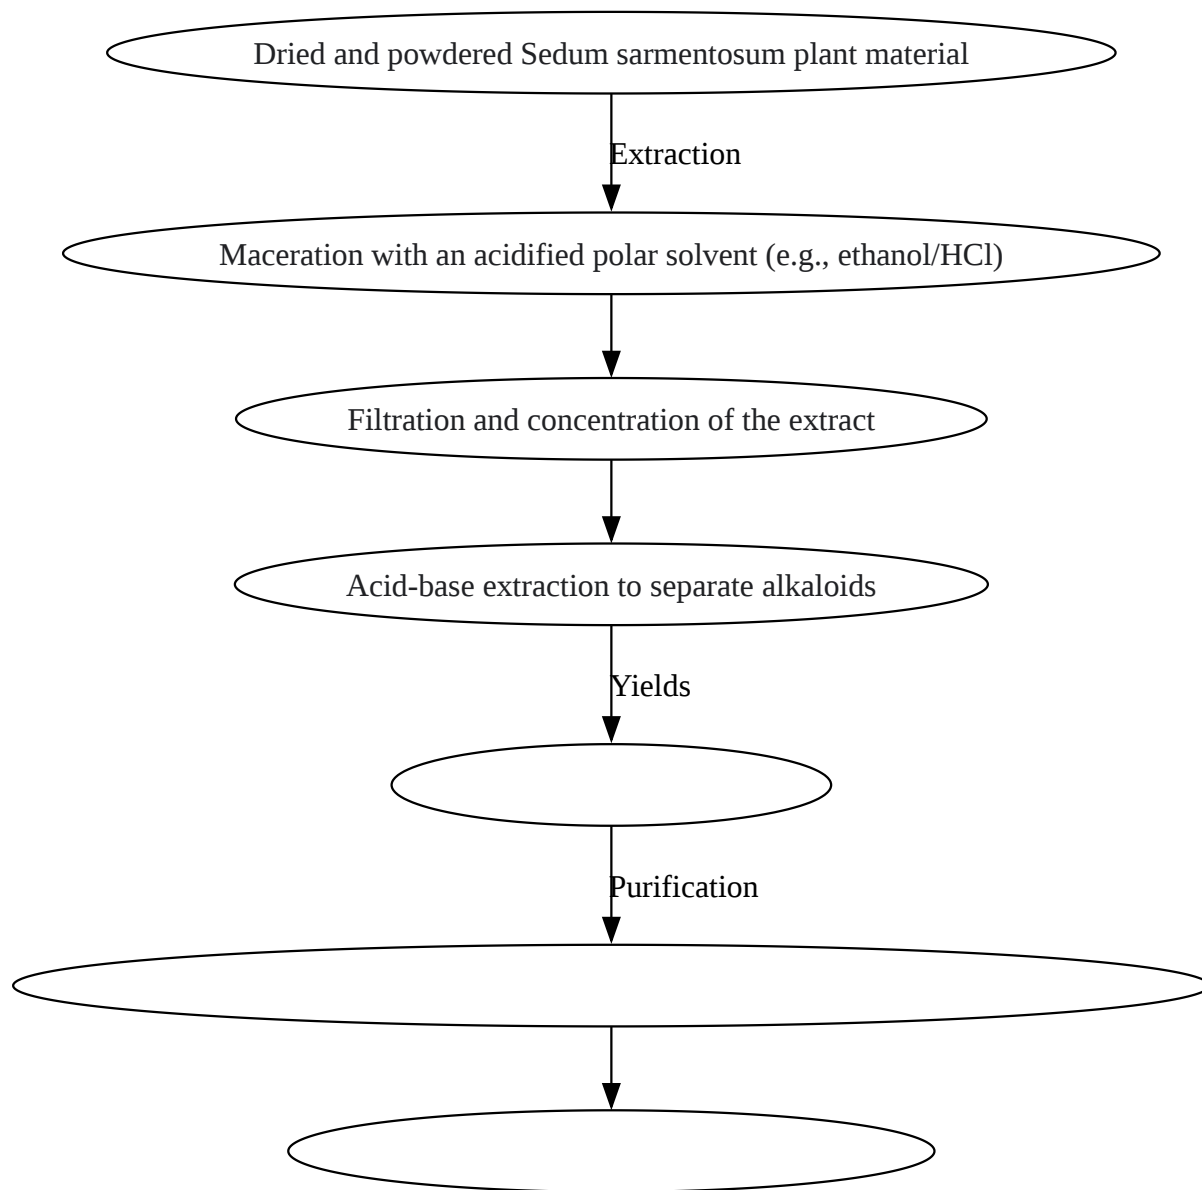 Dried and powdered Sedum sarmentosum plant material
Extraction
Maceration with an acidified polar solvent (e.g., ethanol/HCl)
Filtration and concentration of the extract
Acid-base extraction to separate alkaloids
Yields
Purification